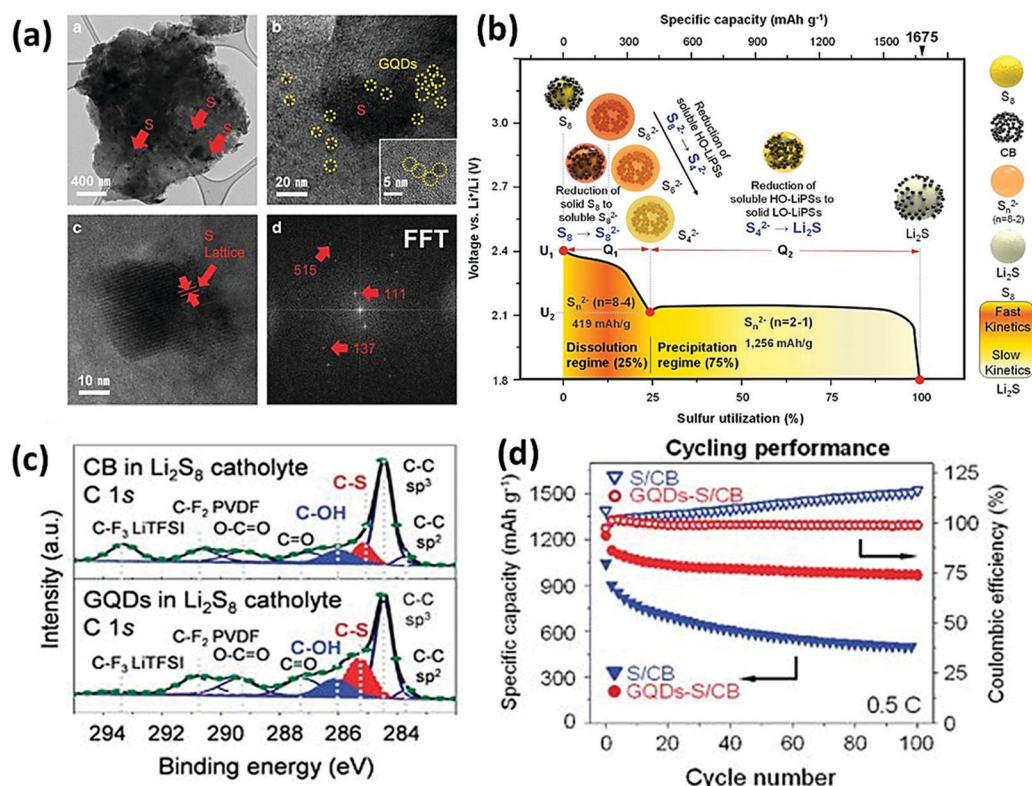 (a)
a
S
S
S
400 nm
b
GQDs
S
20 nm
5 nm
c
S
Lattice
10 nm
d
FFT
515
111
137
(b)
Specific capacity (mAh g⁻¹)
0 300 600 900 1200 1500 1675
Voltage vs. Li⁺/Li (V)
2.7
2.4
2.1
1.8
S₈
S₈²⁻
S₈²⁻
S₄²⁻
Reduction of
soluble HO-LiPSs
S₈²⁻ → S₄²⁻
Reduction of
solid S₈ to
soluble S₈²⁻
S₈ → S₈²⁻
Reduction of
soluble HO-LiPSs to
solid LO-LiPSs
S₄²⁻ → Li₂S
Li₂S
U₁
Q₁
Q₂
U₂
Sₙ²⁻ (n=8-4)
419 mAh/g
Sₙ²⁻ (n=2-1)
1,256 mAh/g
Dissolution
regime (25%)
Precipitation
regime (75%)
0 25 50 75 100
Sulfur utilization (%)
S₈
CB
Sₙ²⁻
(n=8-2)
Li₂S
S₈
Fast
Kinetics
Slow
Kinetics
Li₂S
(c)
CB in Li₂S₈ catholyte
C 1s
C-F₃ LiTFSI
C-F₂ PVDF
O-C=O
C=O
C-OH
C-S
C-C
sp³
C-C
sp²
GQDs in Li₂S₈ catholyte
C 1s
C-F₃ LiTFSI
C-F₂ PVDF
O-C=O
C=O
C-OH
C-S
C-C
sp³
C-C
sp²
Intensity (a.u.)
294 292 290 288 286 284
Binding energy (eV)
(d)
Cycling performance
S/CB
GQDs-S/CB
S/CB
GQDs-S/CB
0.5 C
Specific capacity (mAh g⁻¹)
1500
1200
900
600
300
0
Coulombic efficiency (%)
125
100
75
50
25
0
0 20 40 60 80 100
Cycle number